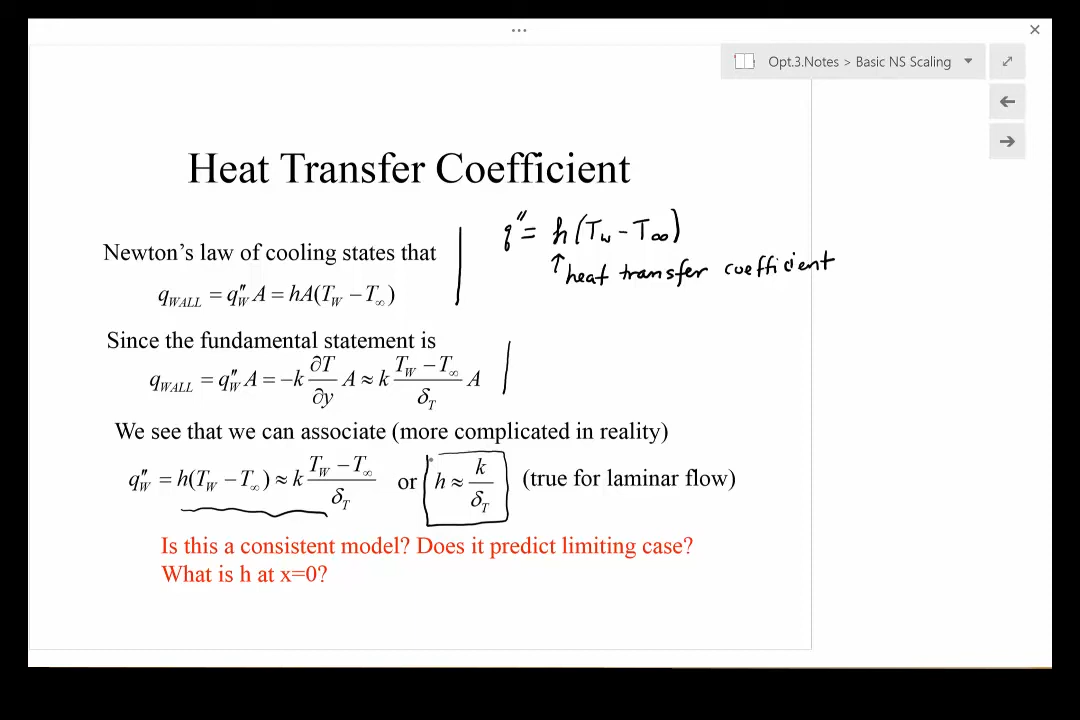 Opt.3.Notes > Basic NS Scaling
Heat Transfer Coefficient
q″ = h(Tw − T∞)
↑ heat transfer coefficient
Newton’s law of cooling states that
q_WALL = q″_W A = hA(T_W − T_∞)
Since the fundamental statement is
q_WALL = q″_W A = −k ∂T/∂y A ≈ k (T_W − T_∞)/δ_T A
We see that we can associate (more complicated in reality)
q″_W = h(T_W − T_∞) ≈ k (T_W − T_∞)/δ_T or h ≈ k/δ_T (true for laminar flow)
Is this a consistent model? Does it predict limiting case?
What is h at x=0?